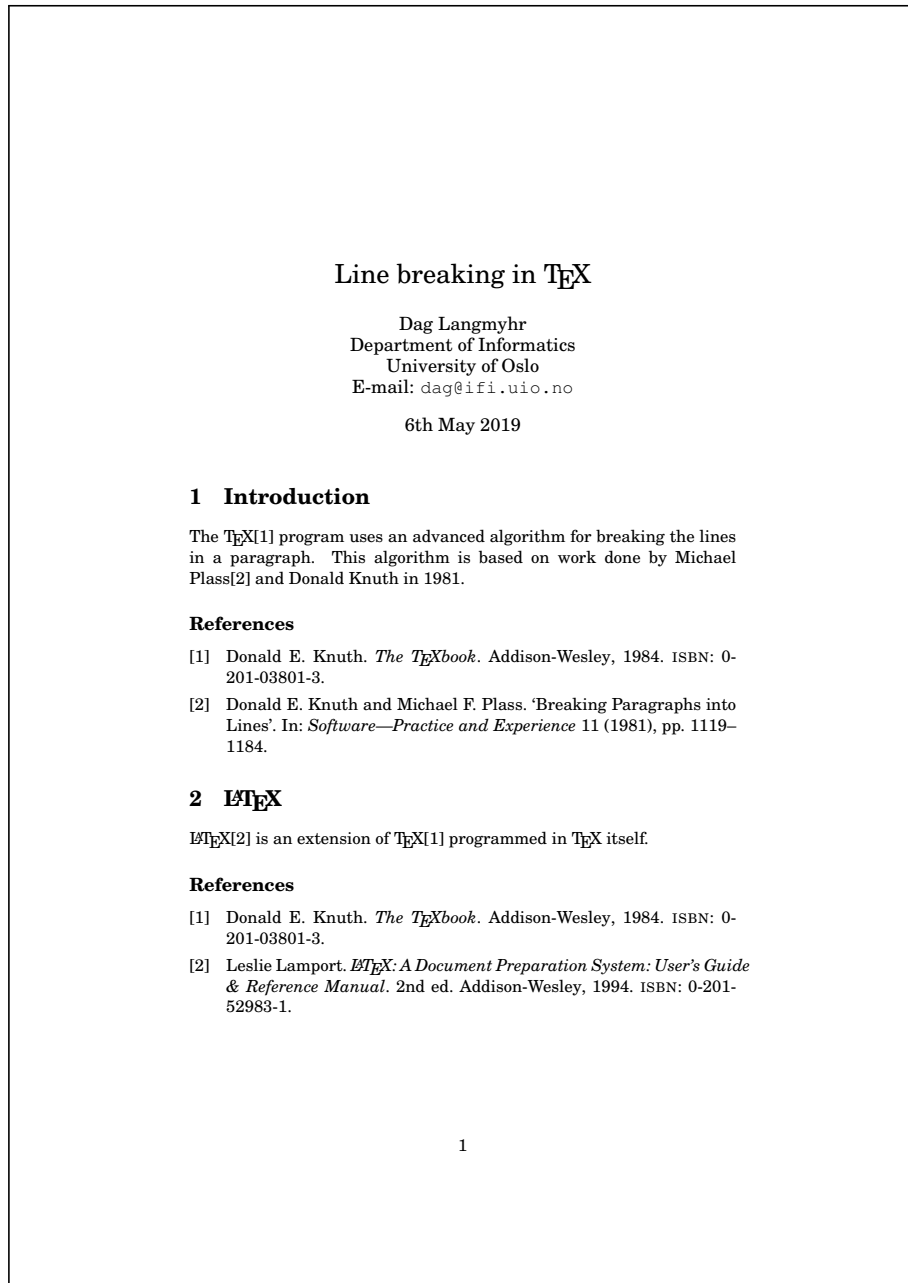 Line breaking in TEX
Dag Langmyhr
Department of Informatics
University of Oslo
E-mail: dag@ifi.uio.no
6th May 2019
1 Introduction
The TEX[1] program uses an advanced algorithm for breaking the lines
in a paragraph. This algorithm is based on work done by Michael
Plass[2] and Donald Knuth in 1981.
References
[1] Donald E. Knuth. The TEXbook. Addison-Wesley, 1984. ISBN: 0-
201-03801-3.
[2] Donald E. Knuth and Michael F. Plass. ‘Breaking Paragraphs into
Lines’. In: Software—Practice and Experience 11 (1981), pp. 1119–
1184.
2 LATEX
LATEX[2] is an extension of TEX[1] programmed in TEX itself.
References
[1] Donald E. Knuth. The TEXbook. Addison-Wesley, 1984. ISBN: 0-
201-03801-3.
[2] Leslie Lamport. LATEX: A Document Preparation System: User's Guide
& Reference Manual. 2nd ed. Addison-Wesley, 1994. ISBN: 0-201-
52983-1.
1